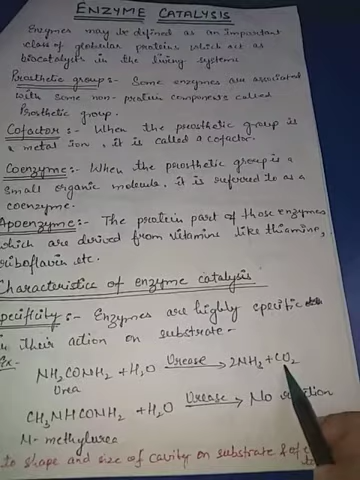 ENZYME CATALYSIS
Enzymes may be defined as an important
class of globular proteins which act as
biocatalysts in the living systems
Prosthetic group:- Some enzymes are associated
with some non-protein components called
Prosthetic group.
Cofactor:- When the prosthetic group is
a metal ion, it is called a cofactor.
Coenzyme:- When the prosthetic group is a
small organic molecule, it is referred to as a
coenzyme.
Apoenzyme:- The protein part of those enzymes
which are derived from vitamins like thiamine,
riboflavin etc.
Characteristics of enzyme catalysis
Specificity:- Enzymes are highly specific
in their action on substrate-
Ex- NH2CONH2 + H2O Urease → 2NH3 + CO2
Urea
CH3NHCONH2 + H2O Urease → No reaction
N-methylurea
to shape and size of cavity on substrate &